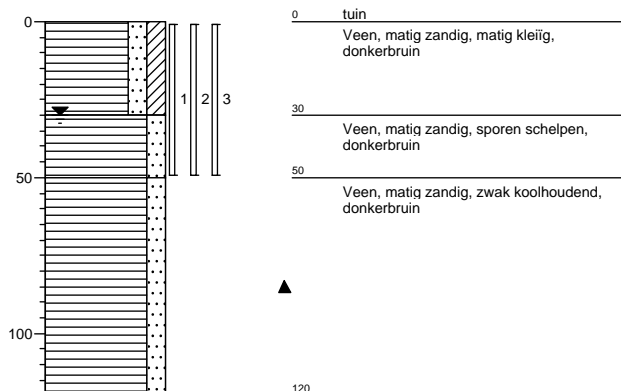 0
50
100
1 2 3
0 tuin
Veen, matig zandig, matig kleiïg,
donkerbruin
30
Veen, matig zandig, sporen schelpen,
donkerbruin
50
Veen, matig zandig, zwak koolhoudend,
donkerbruin
120